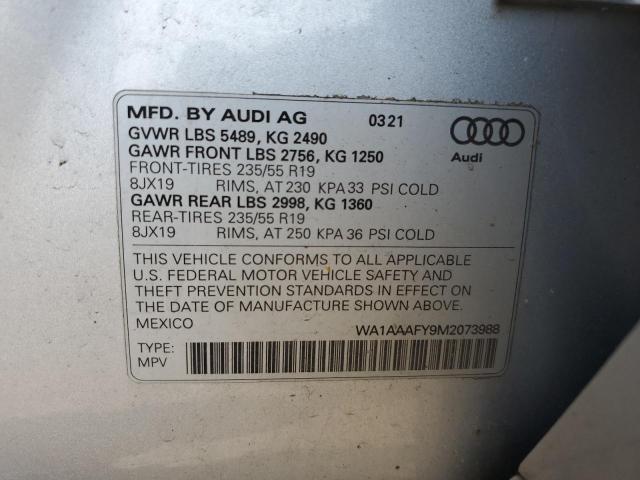 MFD. BY AUDI AG 0321
GVWR LBS 5489, KG 2490
GAWR FRONT LBS 2756, KG 1250
Audi
FRONT-TIRES 235/55 R19
8JX19 RIMS, AT 230 KPA 33 PSI COLD
GAWR REAR LBS 2998, KG 1360
REAR-TIRES 235/55 R19
8JX19 RIMS, AT 250 KPA 36 PSI COLD
THIS VEHICLE CONFORMS TO ALL APPLICABLE
U.S. FEDERAL MOTOR VEHICLE SAFETY AND
THEFT PREVENTION STANDARDS IN EFFECT ON
THE DATE OF MANUFACTURE SHOWN ABOVE.
MEXICO WA1AAAFY9M2073988
TYPE:
MPV